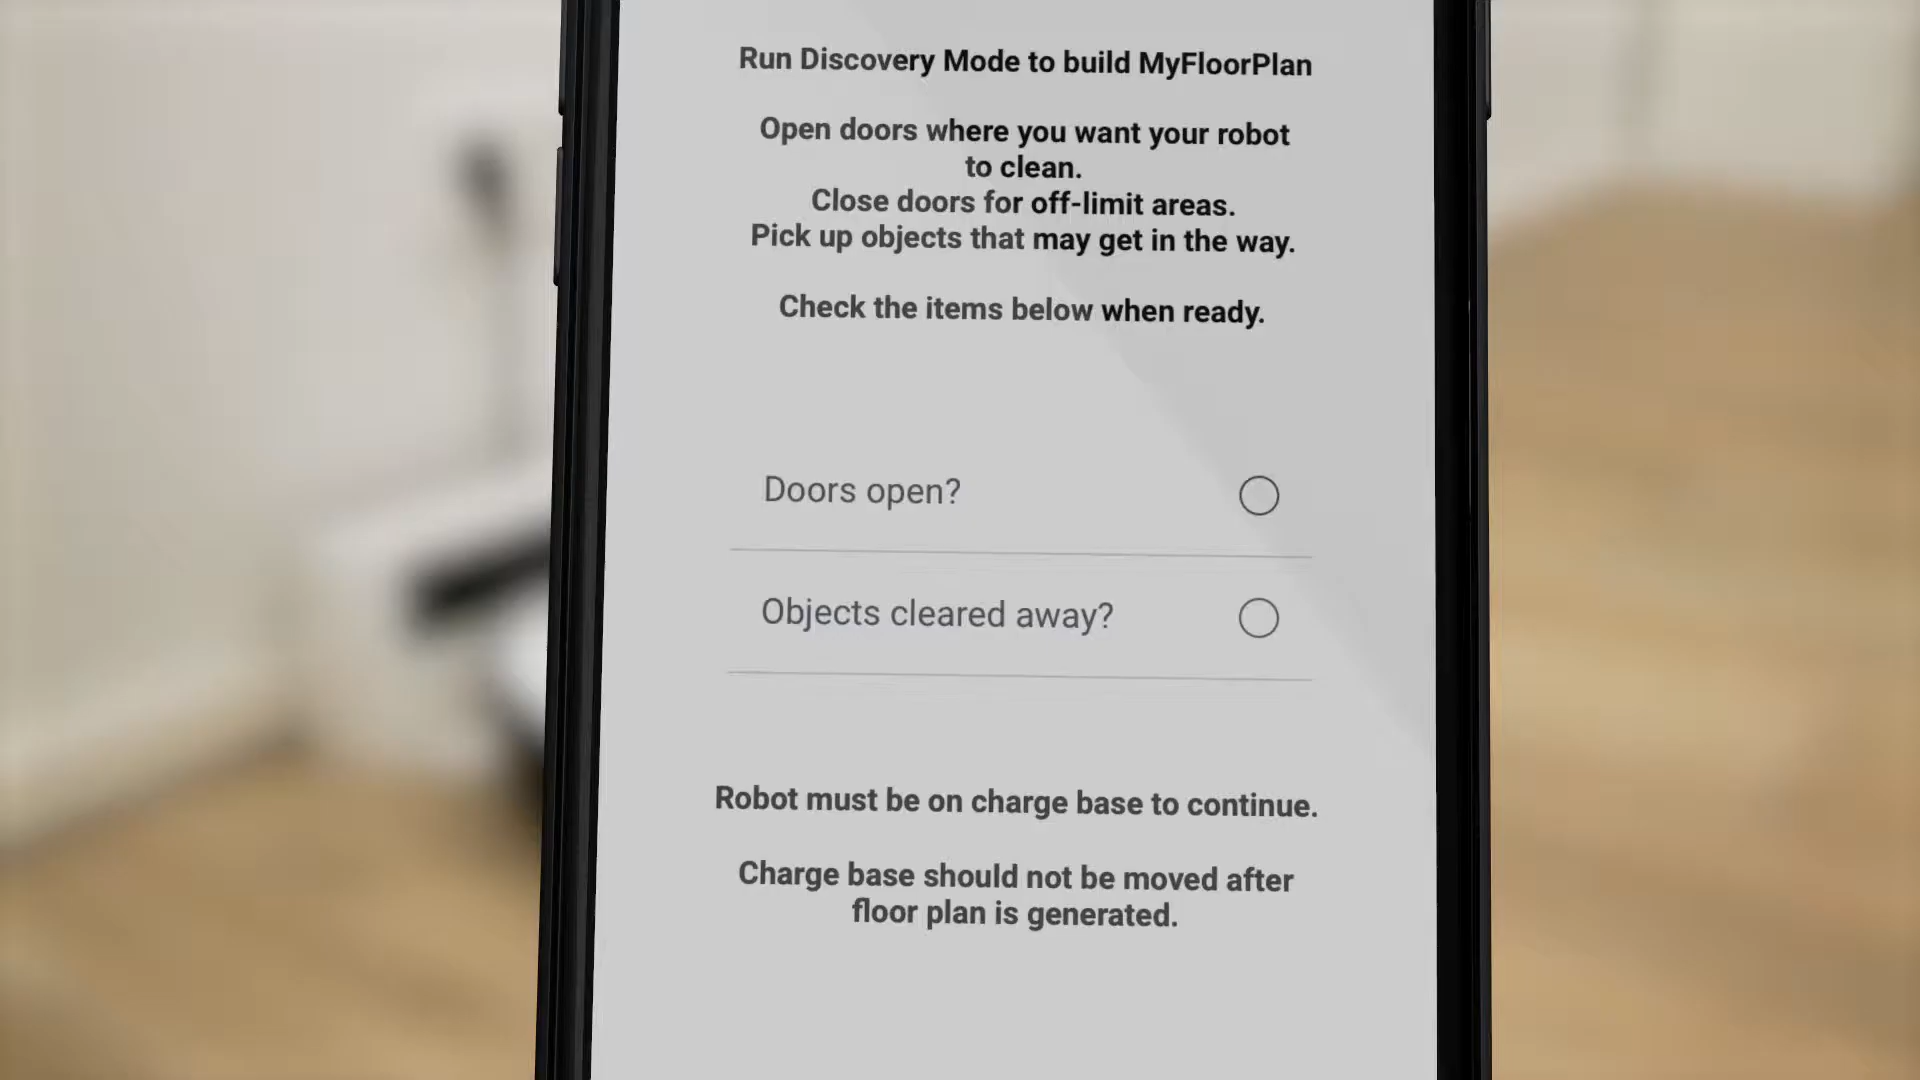 Run Discovery Mode to build MyFloorPlan
Open doors where you want your robot
to clean.
Close doors for off-limit areas.
Pick up objects that may get in the way.
Check the items below when ready.
Doors open?
Objects cleared away?
Robot must be on charge base to continue.
Charge base should not be moved after
floor plan is generated.